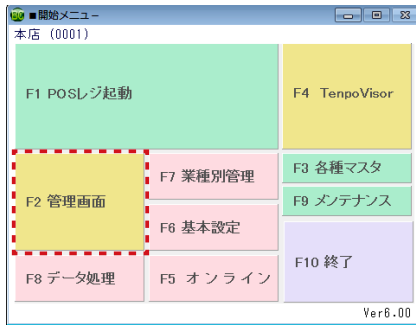 ■開始メニュー
本店 (0001)
F1 POSレジ起動
F4 TenpoVisor
F2 管理画面
F7 業種別管理
F3 各種マスタ
F9 メンテナンス
F6 基本設定
F8 データ処理
F5 オンライン
F10 終了
Ver6.00